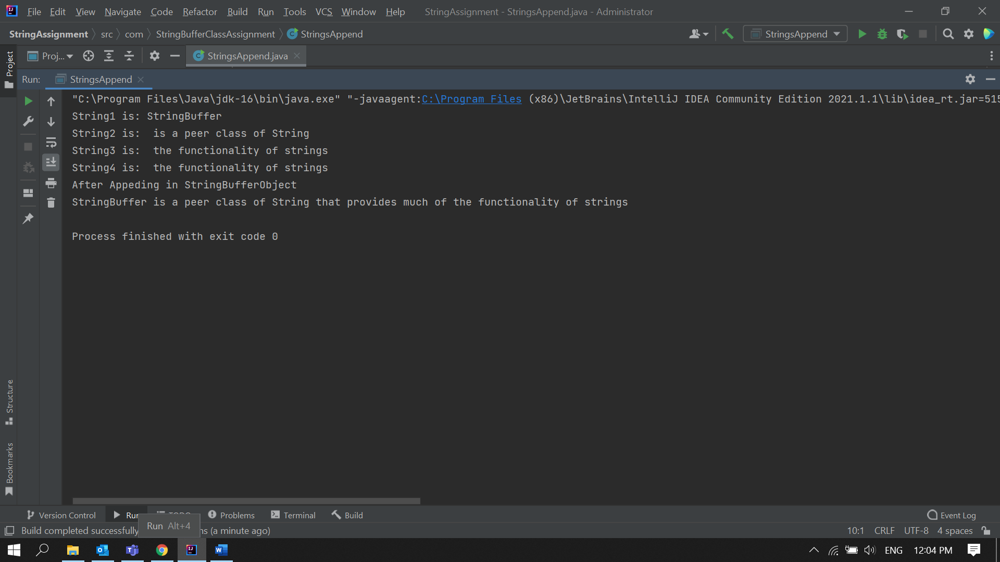 File Edit View Navigate Code Refactor Build Run Tools VCS Window Help StringAssignment - StringsAppend.java - Administrator
StringAssignment src com StringBufferClassAssignment StringsAppend StringsAppend
Project
Proj... StringsAppend.java
Run: StringsAppend
"C:\Program Files\Java\jdk-16\bin\java.exe" "-javaagent:C:\Program Files (x86)\JetBrains\IntelliJ IDEA Community Edition 2021.1.1\lib\idea_rt.jar=515
String1 is: StringBuffer
String2 is:  is a peer class of String
String3 is:  the functionality of strings
String4 is:  the functionality of strings
After Appeding in StringBufferObject
StringBuffer is a peer class of String that provides much of the functionality of strings
Process finished with exit code 0
Structure
Bookmarks
Version Control Run Problems Terminal Build Event Log
Run Alt+4
Build completed successfully ns (a minute ago) 10:1 CRLF UTF-8 4 spaces
ENG 12:04 PM